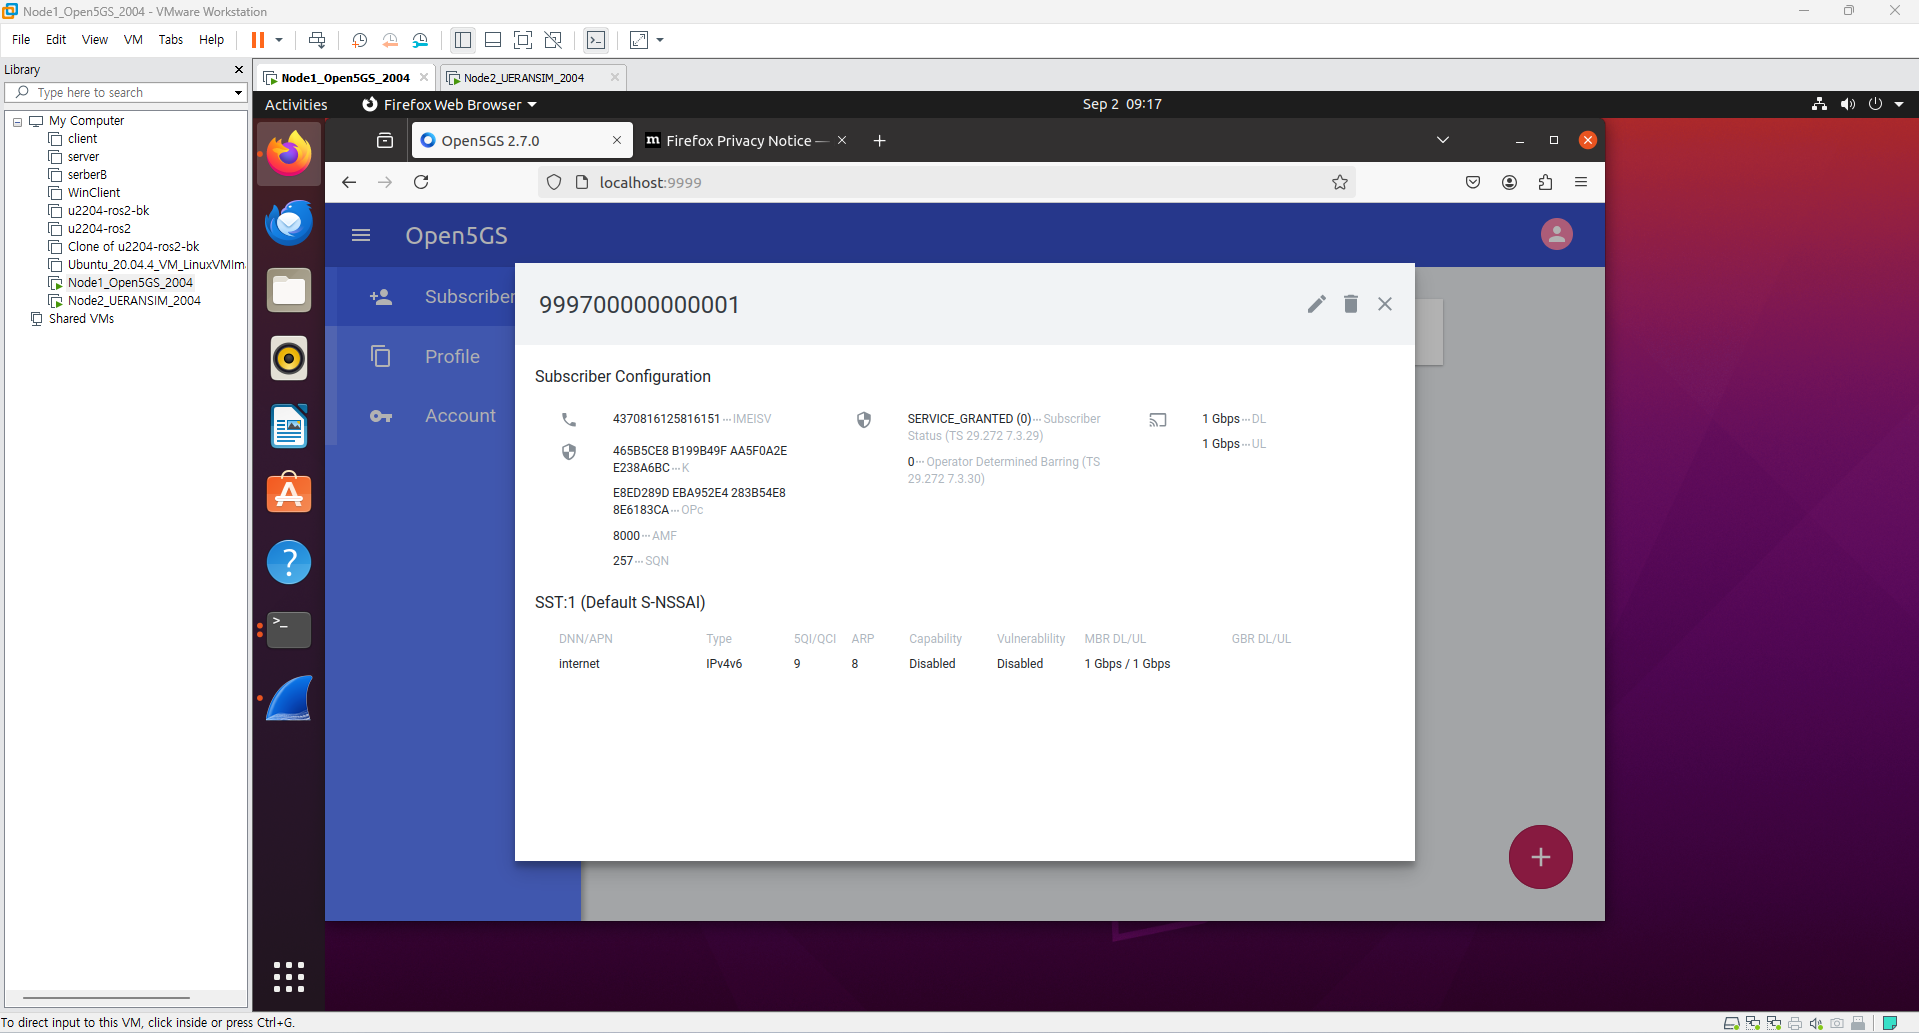 Node1_Open5GS_2004 - VMware Workstation
File Edit View VM Tabs Help
Library
Type here to search
My Computer
client
server
serberB
WinClient
u2204-ros2-bk
u2204-ros2
Clone of u2204-ros2-bk
Ubuntu_20.04.4_VM_LinuxVMIm
Node1_Open5GS_2004
Node2_UERANSIM_2004
Shared VMs
Node1_Open5GS_2004
Node2_UERANSIM_2004
Activities
Firefox Web Browser
Sep 2 09:17
Open5GS 2.7.0
m
Firefox Privacy Notice —
localhost:9999
Open5GS
Subscriber
Profile
Account
999700000000001
Subscriber Configuration
4370816125816151 ··· IMEISV
465B5CE8 B199B49F AA5F0A2E
E238A6BC ··· K
E8ED289D EBA952E4 283B54E8
8E6183CA ··· OPc
8000 ··· AMF
257 ··· SQN
SERVICE_GRANTED (0) ··· Subscriber
Status (TS 29.272 7.3.29)
0 ··· Operator Determined Barring (TS
29.272 7.3.30)
1 Gbps ··· DL
1 Gbps ··· UL
SST:1 (Default S-NSSAI)
DNN/APN Type 5QI/QCI ARP Capability Vulnerablility MBR DL/UL GBR DL/UL
internet IPv4v6 9 8 Disabled Disabled 1 Gbps / 1 Gbps
To direct input to this VM, click inside or press Ctrl+G.